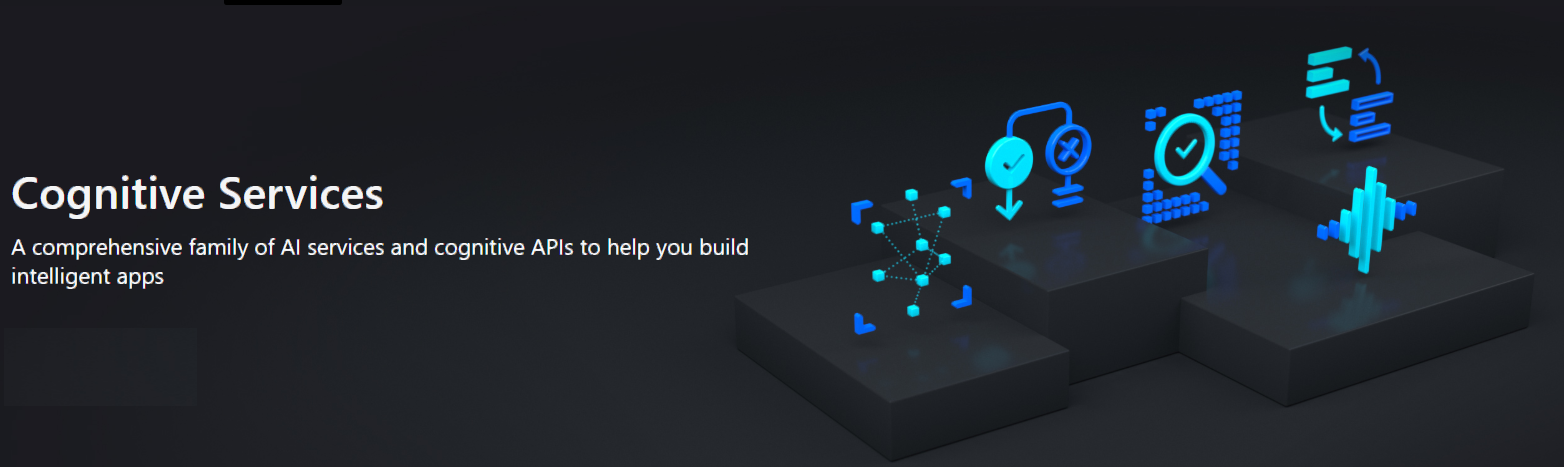 Cognitive Services
A comprehensive family of AI services and cognitive APIs to help you build
intelligent apps